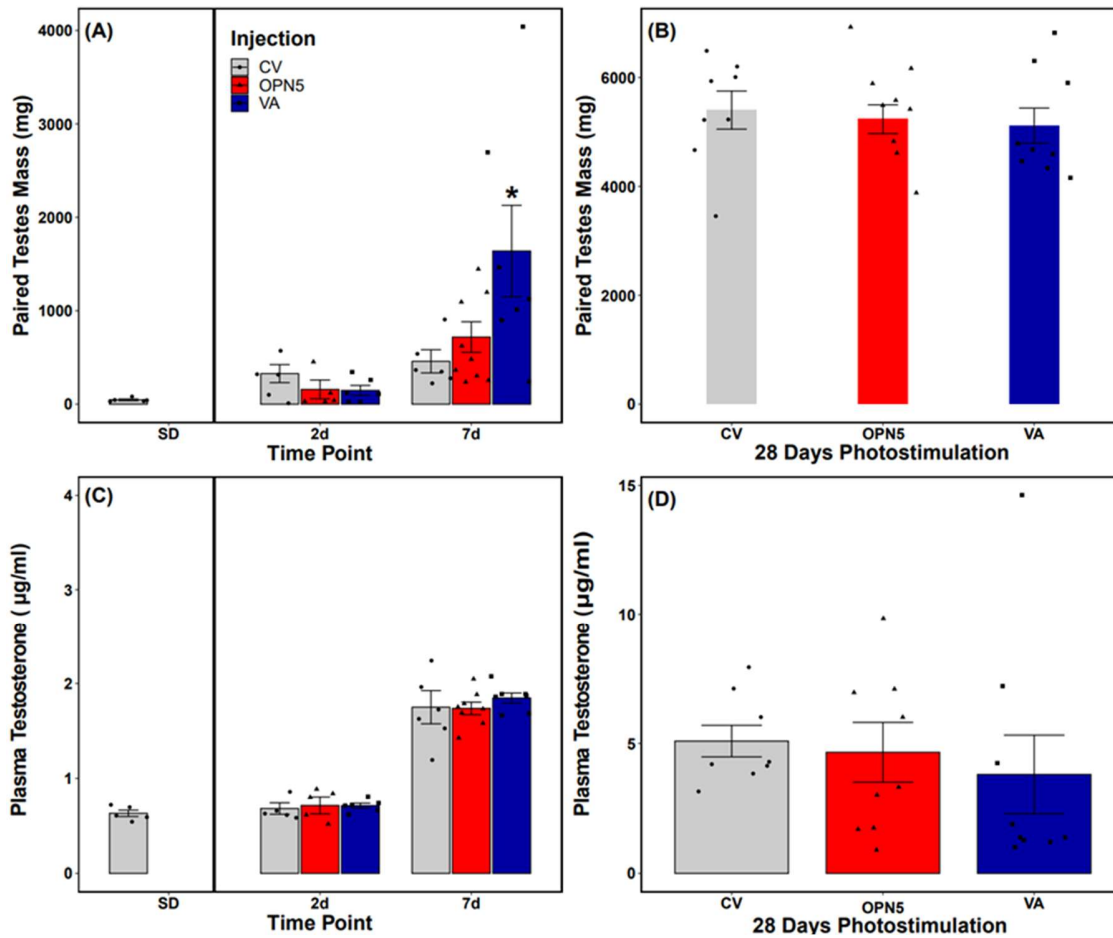 (A)
Injection
CV
OPN5
VA
*
4000
3000
2000
1000
0
Paired Testes Mass (mg)
SD
2d
7d
Time Point
(B)
6000
4000
2000
0
Paired Testes Mass (mg)
CV
OPN5
VA
28 Days Photostimulation
(C)
4
3
2
1
0
Plasma Testosterone ( µg/ml)
SD
2d
7d
Time Point
(D)
15
10
5
0
Plasma Testosterone (µg/ml)
CV
OPN5
VA
28 Days Photostimulation